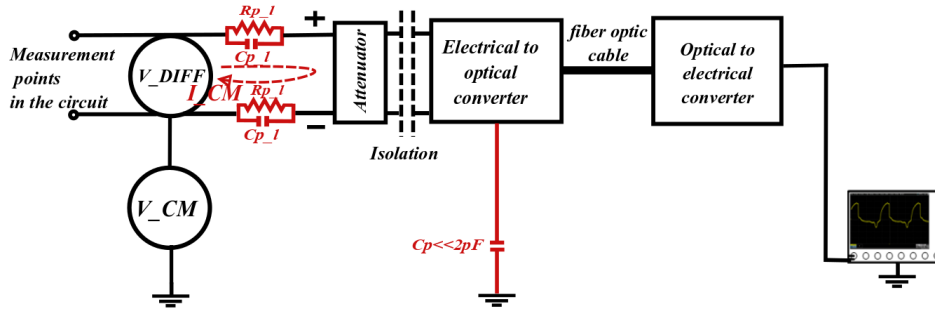 Rp_1
Cp_1
+
Measurement
points
in the circuit
V_DIFF
I_CM
Rp_1
Cp_1
−
Attenuator
Isolation
Electrical to
optical
converter
fiber optic
cable
Optical to
electrical
converter
V_CM
Cp<<2pF